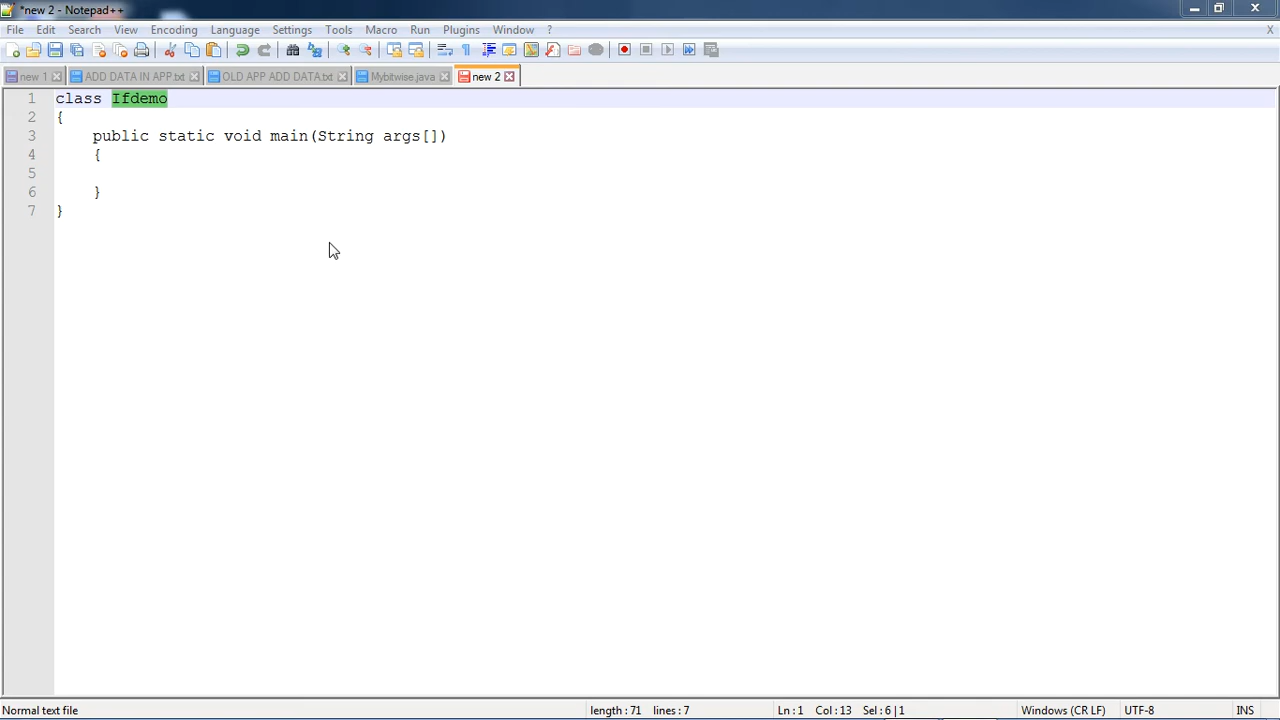 *new 2 - Notepad++
File Edit Search View Encoding Language Settings Tools Macro Run Plugins Window ? X
new 1 ADD DATA IN APP.txt OLD APP ADD DATA.txt Mybitwise.java new 2
1 class Ifdemo
2 {
3 public static void main(String args[])
4 {
5
6 }
7 }
Normal text file length : 71 lines : 7 Ln : 1 Col : 13 Sel : 6 | 1 Windows (CR LF) UTF-8 INS